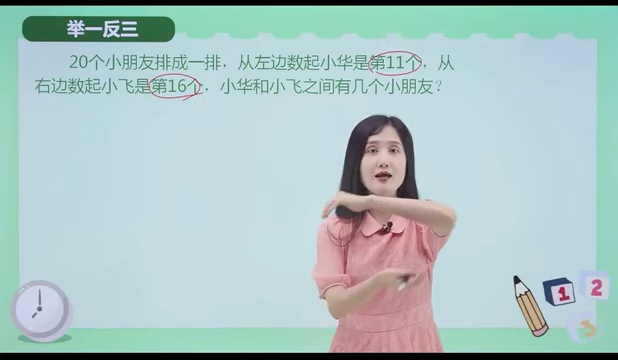 举一反三
20个小朋友排成一排，从左边数起小华是第11个，从
右边数起小飞是第16个，小华和小飞之间有几个小朋友？
1 2
3